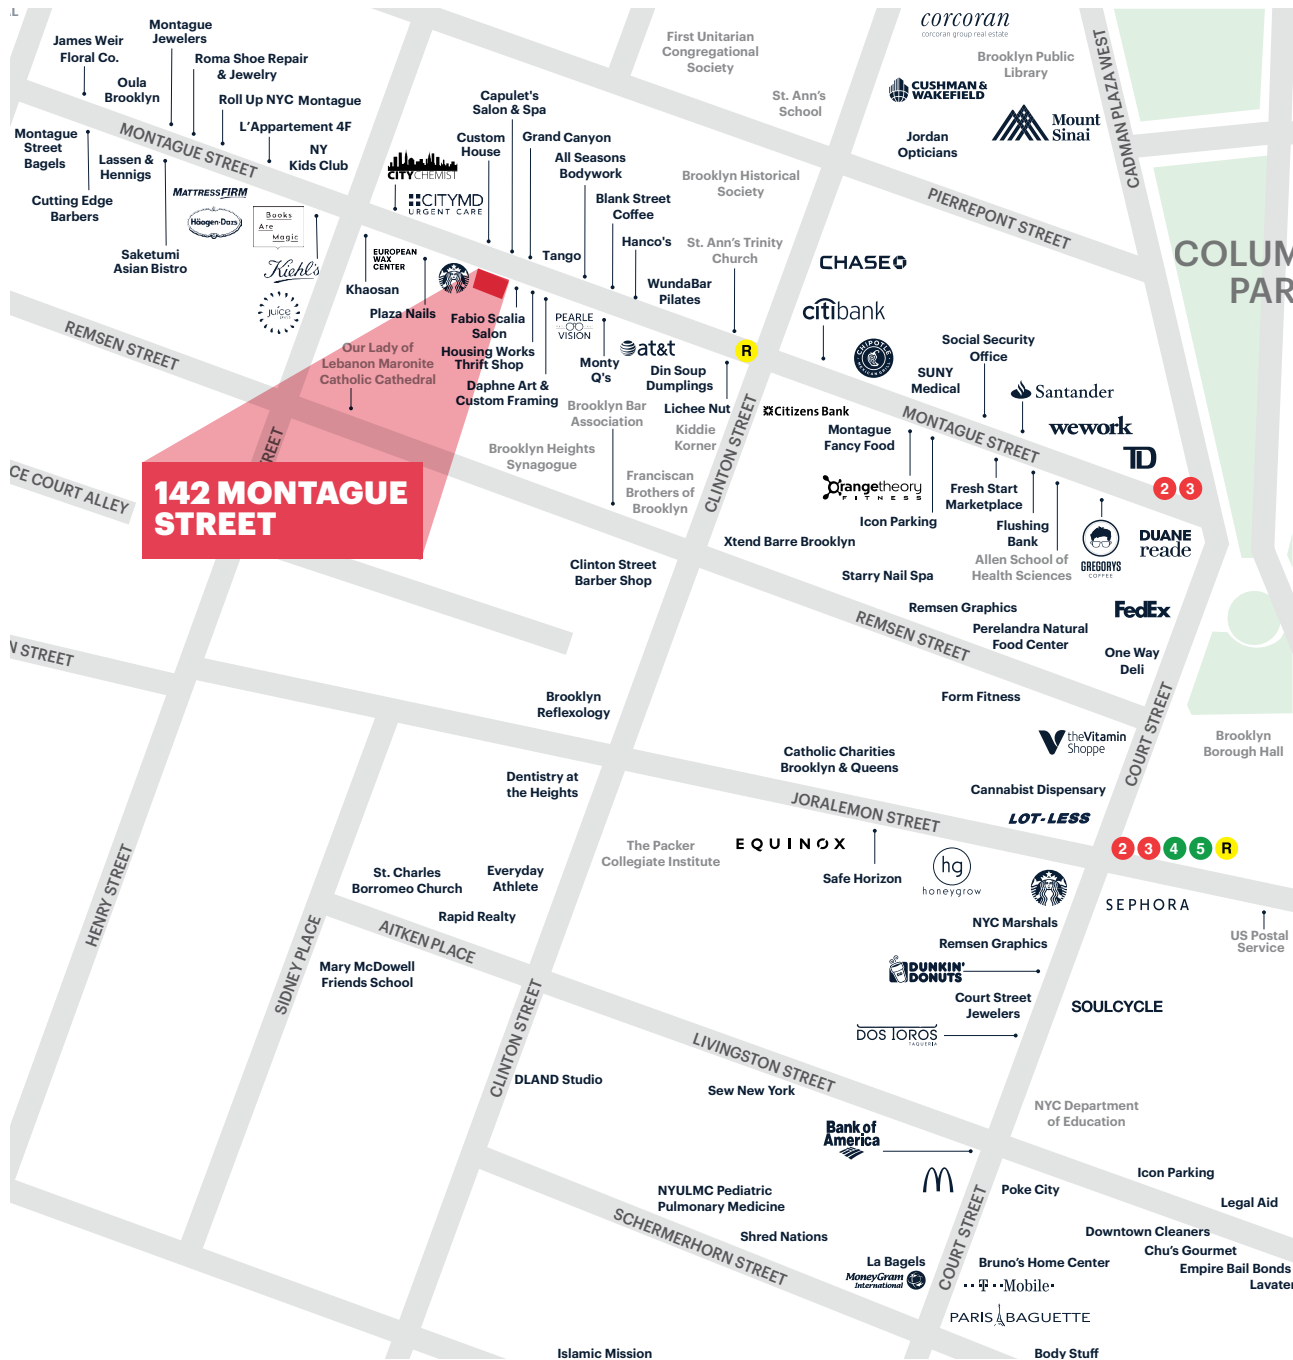 AL
corcoran
corcoran group real estate
James Weir
Floral Co.
Montague
Jewelers
Roma Shoe Repair
& Jewelry
Oula
Brooklyn
Roll Up NYC
Montague
L'Appartement 4F
NY
Kids Club
MONTAGUE STREET
Montague
Street
Bagels
Lassen &
Hennigs
Cutting Edge
Barbers
Saketumi
Asian Bistro
MATTRESSFIRM
Häagen-Dazs
Books
Are
Magic
Kiehl's
juice
CITYCHEMIST
CITYMD
URGENT CARE
Custom
House
Capulet's
Salon & Spa
Grand Canyon
All Seasons
Bodywork
Blank Street
Coffee
Hanco's
Tango
WundaBar
Pilates
First Unitarian
Congregational
Society
St. Ann's
School
Brooklyn Historical
Society
St. Ann's Trinity
Church
Brooklyn Public
Library
CUSHMAN &
WAKEFIELD
Mount
Sinai
Jordan
Opticians
CADMAN PLAZA WEST
PIERREPONT STREET
COLUM
PAR
CHASE
citibank
CHIPOTLE
MEXICAN GRILL
Social Security
Office
SUNY
Medical
Santander
wework
TD
2 3
EUROPEAN
WAX
CENTER
Khaosan
Plaza Nails
Fabio Scalia
Salon
Housing Works
Thrift Shop
Daphne Art &
Custom Framing
PEARLE
VISION
Monty
Q's
at&t
Din Soup
Dumplings
Lichee Nut
Kiddie
Korner
R
Our Lady of
Lebanon Maronite
Catholic Cathedral
Brooklyn Bar
Association
Brooklyn Heights
Synagogue
Franciscan
Brothers of
Brooklyn
REMSEN STREET
STREET
CE COURT ALLEY
142 MONTAGUE
STREET
CLINTON STREET
Citizens Bank
Montague
Fancy Food
MONTAGUE STREET
Orangetheory
FITNESS
Icon Parking
Fresh Start
Marketplace
Flushing
Bank
Allen School of
Health Sciences
GREGORYS
COFFEE
DUANE
reade
Xtend Barre Brooklyn
Starry Nail Spa
Clinton Street
Barber Shop
Remsen Graphics
FedEx
Perelandra Natural
Food Center
One Way
Deli
REMSEN STREET
Form Fitness
N STREET
Brooklyn
Reflexology
theVitamin
Shoppe
COURT STREET
Brooklyn
Borough Hall
Catholic Charities
Brooklyn & Queens
Dentistry at
the Heights
Cannabist Dispensary
LOT-LESS
JORALEMON STREET
2 3 4 5 R
EQUINOX
The Packer
Collegiate Institute
Safe Horizon
hg
honeygrow
SEPHORA
US Postal
Service
St. Charles
Borromeo Church
Everyday
Athlete
Rapid Realty
HENRY STREET
SIDNEY PLACE
AITKEN PLACE
Mary McDowell
Friends School
NYC Marshals
Remsen Graphics
DUNKIN'
DONUTS
Court Street
Jewelers
SOULCYCLE
DOS TOROS
TAQUERIA
CLINTON STREET
LIVINGSTON STREET
DLAND Studio
Sew New York
NYC Department
of Education
Bank of
America
Icon Parking
Poke City
Legal Aid
NYULMC Pediatric
Pulmonary Medicine
SCHERMERHORN STREET
Shred Nations
COURT STREET
Downtown Cleaners
Chu's Gourmet
La Bagels
Bruno's Home Center
Empire Bail Bonds
MoneyGram
International
T Mobile
Lavater
PARIS BAGUETTE
Islamic Mission
Body Stuff